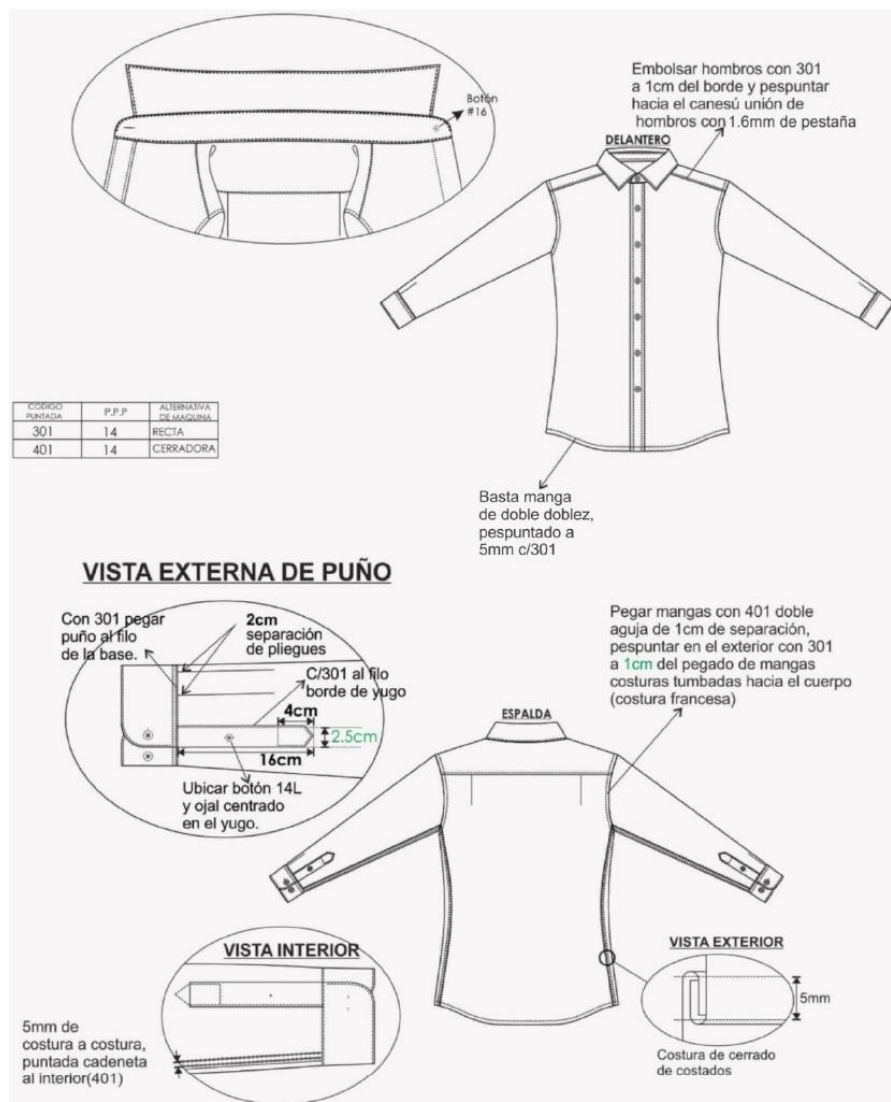 Botón
#16
Embolsar hombros con 301
a 1cm del borde y pespuntar
hacia el canesú unión de
hombros con 1.6mm de pestaña
DELANTERO
CODIGO PUNTADA P.P.P ALTERNATIVA DE MAQUINA
301 14 RECTA
401 14 CERRADORA
Basta manga
de doble doblez,
pespuntado a
5mm c/301
VISTA EXTERNA DE PUÑO
Con 301 pegar
puño al filo
de la base.
2cm
separación
de pliegues
C/301 al filo
borde de yugo
4cm
2.5cm
16cm
Ubicar botón 14L
y ojal centrado
en el yugo.
Pegar mangas con 401 doble
aguja de 1cm de separación,
pespuntar en el exterior con 301
a 1cm del pegado de mangas
costuras tumbadas hacia el cuerpo
(costura francesa)
ESPALDA
VISTA INTERIOR
5mm de
costura a costura,
puntada cadeneta
al interior(401)
VISTA EXTERIOR
5mm
Costura de cerrado
de costados